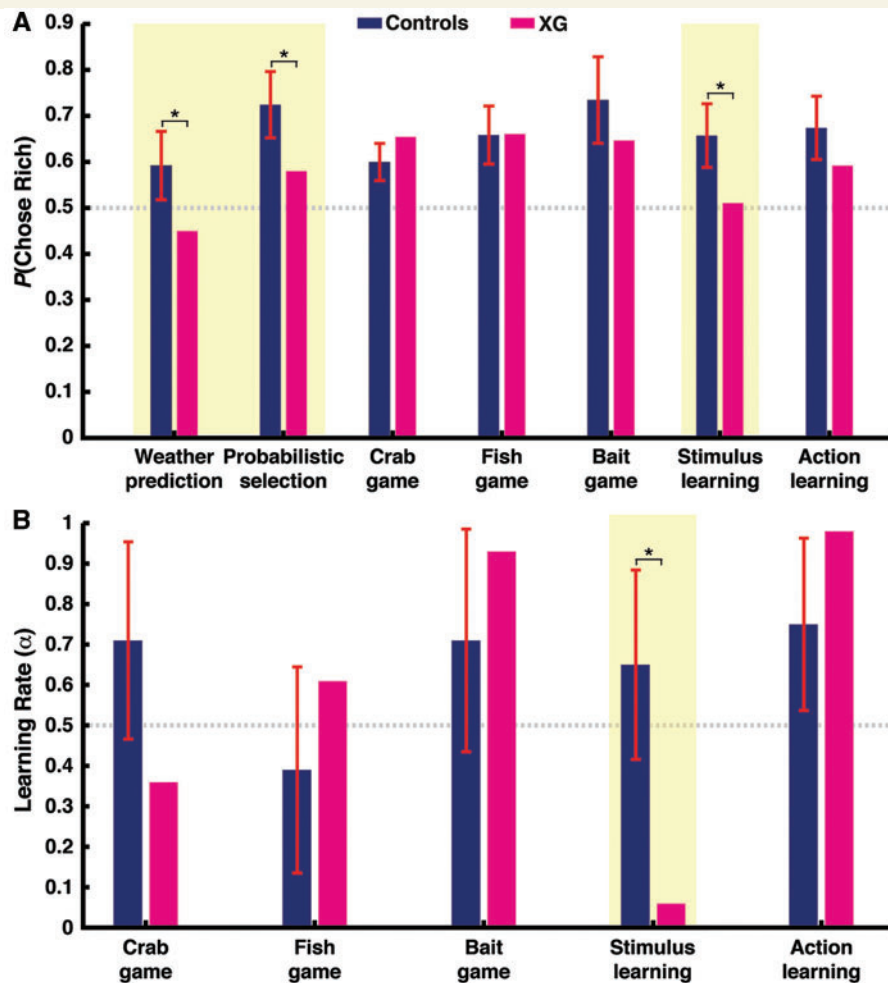 A
Controls XG
P(Chose Rich)
0.9
0.8
0.7
0.6
0.5
0.4
0.3
0.2
0.1
0
*
*
*
Weather prediction
Probabilistic selection
Crab game
Fish game
Bait game
Stimulus learning
Action learning
B
Learning Rate (α)
1
0.9
0.8
0.7
0.6
0.5
0.4
0.3
0.2
0.1
0
*
Crab game
Fish game
Bait game
Stimulus learning
Action learning